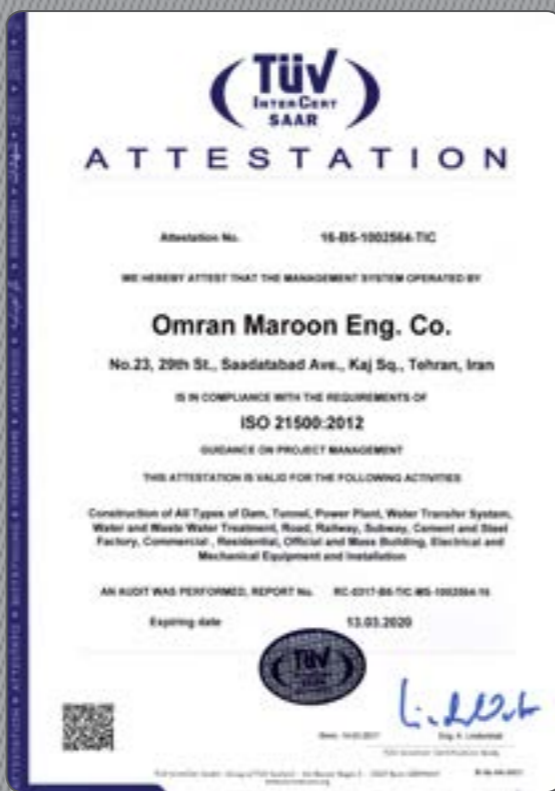 TÜV
INTERCERT
SAAR
ATTESTATION
Attestation No. 16-BS-1002564-TIC
WE HEREBY ATTEST THAT THE MANAGEMENT SYSTEM OPERATED BY
Omran Maroon Eng. Co.
No.23, 29th St., Saadatabad Ave., Kaj Sq., Tehran, Iran
IS IN COMPLIANCE WITH THE REQUIREMENTS OF
ISO 21500:2012
GUIDANCE ON PROJECT MANAGEMENT
THIS ATTESTATION IS VALID FOR THE FOLLOWING ACTIVITIES
Construction of All Types of Dam, Tunnel, Power Plant, Water Transfer System,
Water and Waste Water Treatment, Road, Railway, Subway, Cement and Steel
Factory, Commercial, Residential, Official and Mass Building, Electrical and
Mechanical Equipment and Installation
AN AUDIT WAS PERFORMED, REPORT No.
Expiring date 13.03.2020
TÜV